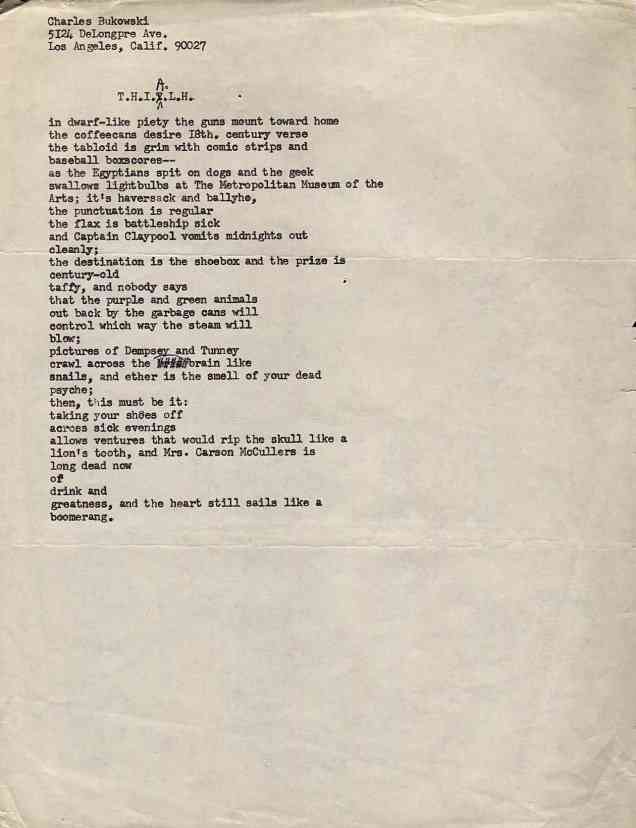 Charles Bukowski
5124 DeLongpre Ave.
Los Angeles, Calif. 90027
T.H.I.A.L.H.
in dwarf-like piety the guns mount toward home
the coffeecans desire 18th. century verse
the tabloid is grim with comic strips and
baseball boxscores--
as the Egyptians spit on dogs and the geek
swallows lightbulbs at The Metropolitan Museum of the
Arts; it's haversack and ballyho,
the punctuation is regular
the flax is battleship sick
and Captain Claypool vomits midnights out
cleanly;
the destination is the shoebox and the prize is
century-old
taffy, and nobody says
that the purple and green animals
out back by the garbage cans will
control which way the steam will
blow;
pictures of Dempsey and Tunney
crawl across the brain like
snails, and ether is the smell of your dead
psyche;
then, this must be it:
taking your shoes off
across sick evenings
allows ventures that would rip the skull like a
lion's tooth, and Mrs. Carson McCullers is
long dead now
of
drink and
greatness, and the heart still sails like a
boomerang.